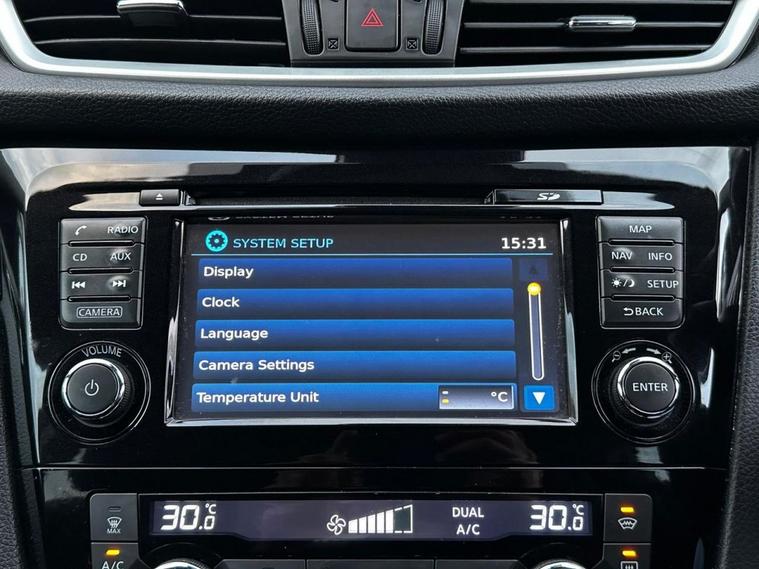 SD
RADIO
CD AUX
CAMERA
VOLUME
SYSTEM SETUP 15:31
Display
Clock
Language
Camera Settings
Temperature Unit °C
MAP
NAV INFO
SETUP
BACK
ENTER
MAX
A/C
30.0 °C
DUAL
A/C
30.0 °C